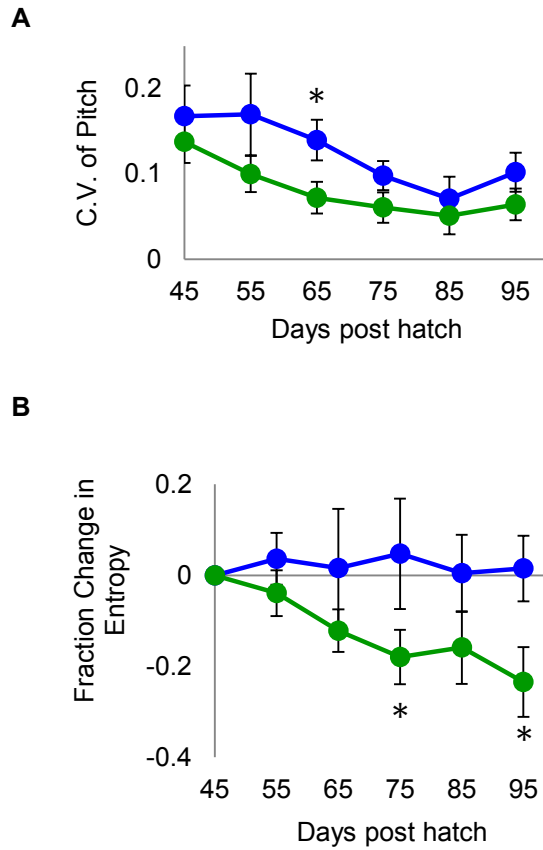 A
*
0.2
0.1
0
C.V. of Pitch
45 55 65 75 85 95
Days post hatch
B
0.2
0
-0.2
-0.4
Fraction Change in
Entropy
*
*
45 55 65 75 85 95
Days post hatch